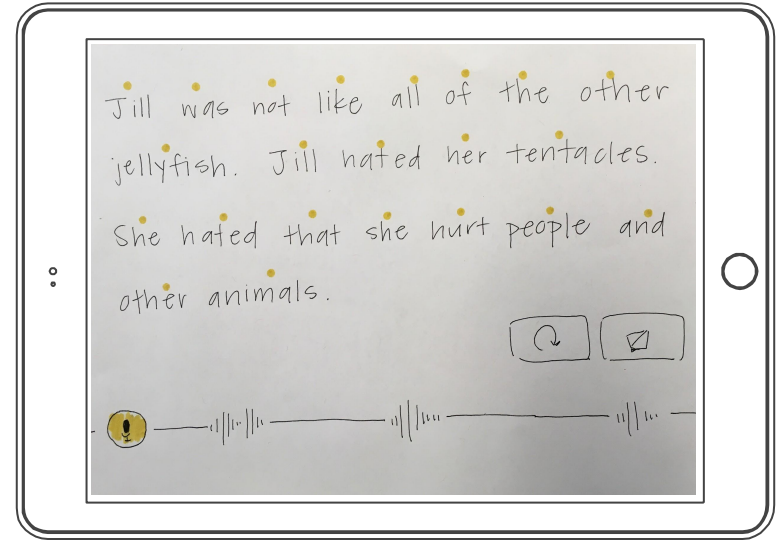 Jill was not like all of the other
jellyfish. Jill hated her tentacles.
She hated that she hurt people and
other animals.